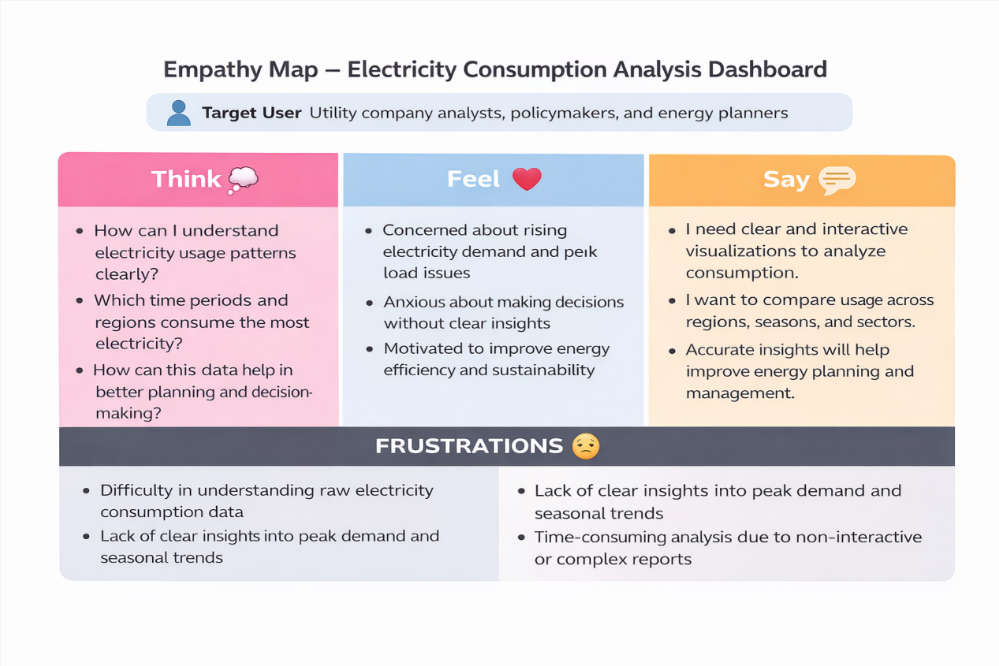 Empathy Map – Electricity Consumption Analysis Dashboard
Target User Utility company analysts, policymakers, and energy planners
Think
• How can I understand
electricity usage patterns
clearly?
• Which time periods and
regions consume the most
electricity?
• How can this data help in
better planning and decision-
making?
Feel
• Concerned about rising
electricity demand and peık
load issues
• Anxious about making decisions
without clear insights
• Motivated to improve energy
efficiency and sustainability
Say
• I need clear and interactive
visualizations to analyze
consumption.
• I want to compare usage across
regions, seasons, and sectors.
• Accurate insights will help
improve energy planning and
management.
FRUSTRATIONS
• Difficulty in understanding raw electricity
consumption data
• Lack of clear insights into peak demand and
seasonal trends
• Lack of clear insights into peak demand and
seasonal trends
• Time-consuming analysis due to non-interactive
or complex reports